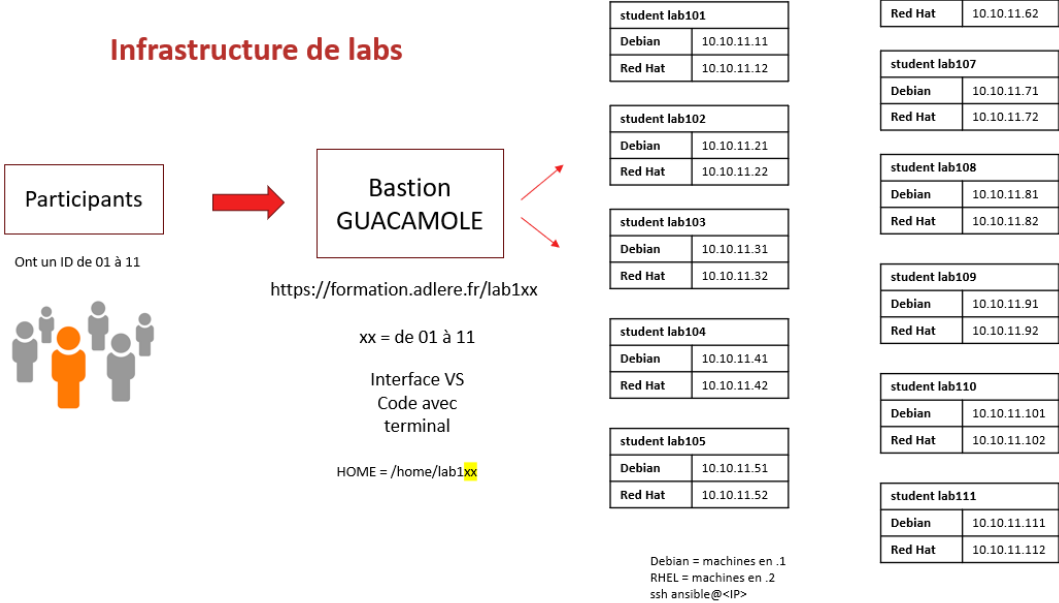 Infrastructure de labs
Participants
Ont un ID de 01 à 11
Bastion
GUACAMOLE
https://formation.adlere.fr/lab1xx
xx = de 01 à 11
Interface VS
Code avec
terminal
HOME = /home/lab1xx
student lab101
Debian 10.10.11.11
Red Hat 10.10.11.12
student lab102
Debian 10.10.11.21
Red Hat 10.10.11.22
student lab103
Debian 10.10.11.31
Red Hat 10.10.11.32
student lab104
Debian 10.10.11.41
Red Hat 10.10.11.42
student lab105
Debian 10.10.11.51
Red Hat 10.10.11.52
Debian = machines en .1
RHEL = machines en .2
ssh ansible@<IP>
Red Hat 10.10.11.62
student lab107
Debian 10.10.11.71
Red Hat 10.10.11.72
student lab108
Debian 10.10.11.81
Red Hat 10.10.11.82
student lab109
Debian 10.10.11.91
Red Hat 10.10.11.92
student lab110
Debian 10.10.11.101
Red Hat 10.10.11.102
student lab111
Debian 10.10.11.111
Red Hat 10.10.11.112